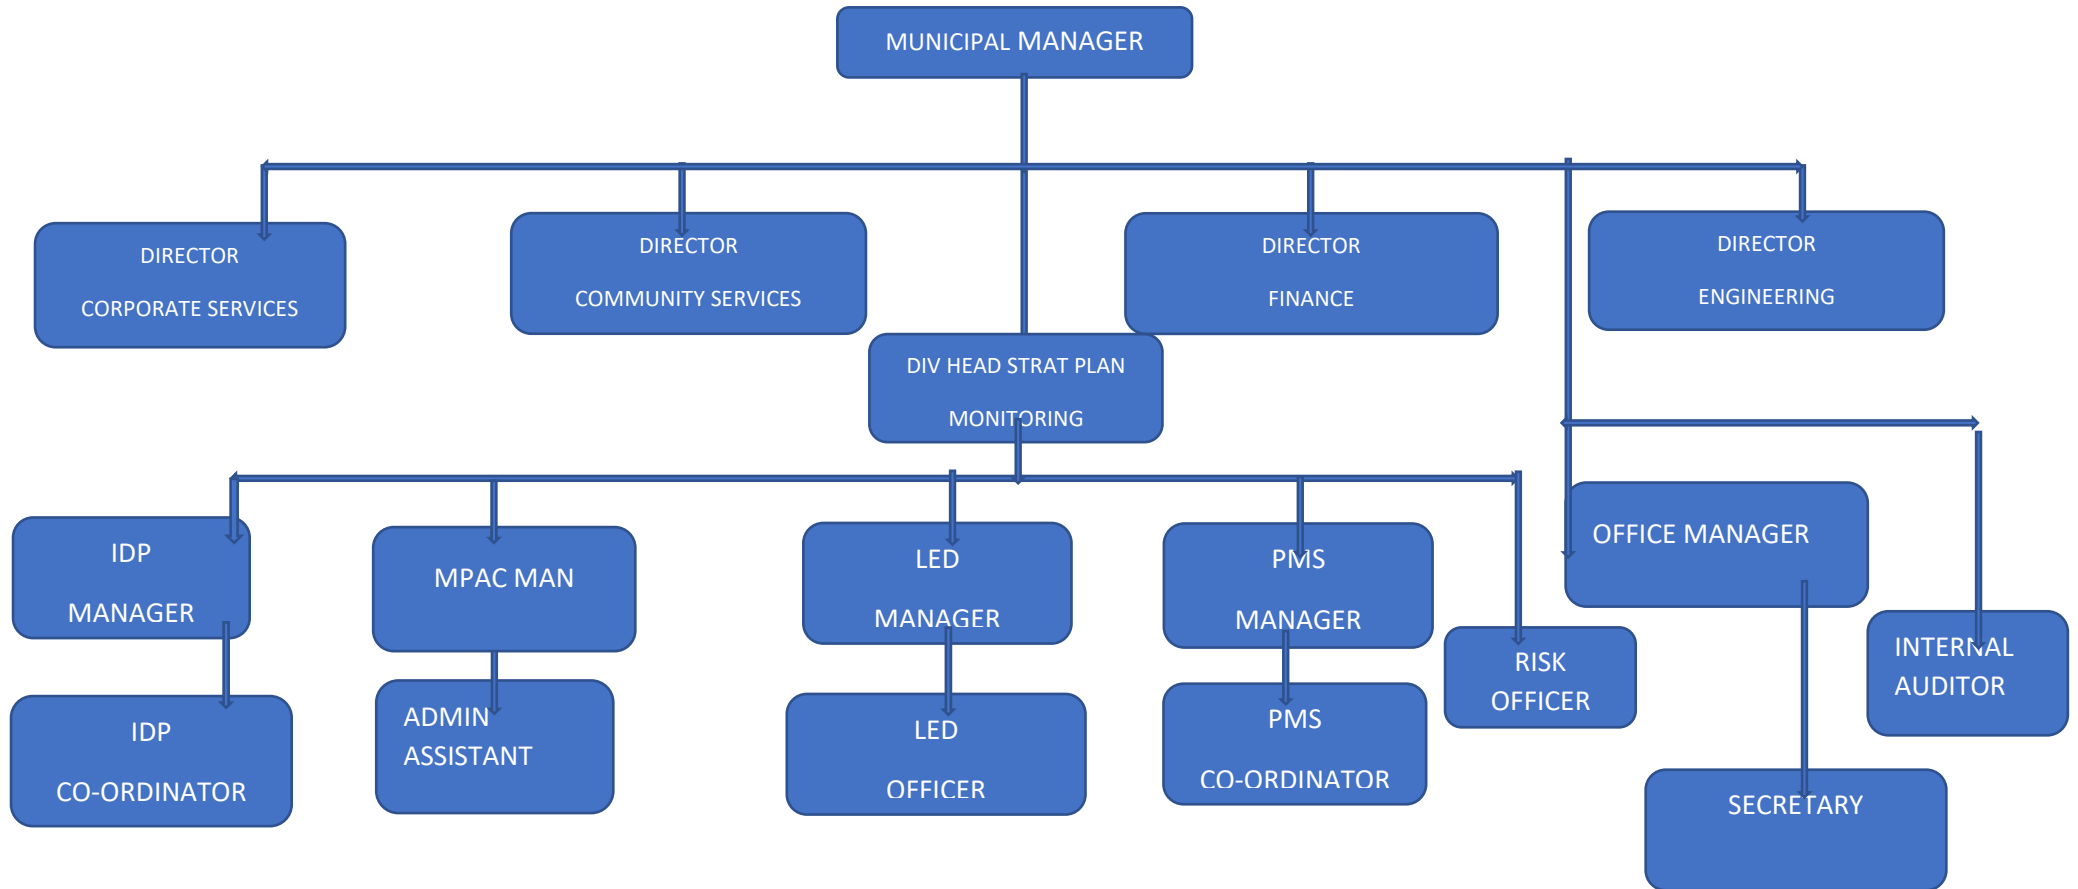 MUNICIPAL MANAGER
DIRECTOR
CORPORATE SERVICES
DIRECTOR
COMMUNITY SERVICES
DIRECTOR
FINANCE
DIRECTOR
ENGINEERING
DIV HEAD STRAT PLAN
MONITORING
IDP
MANAGER
MPAC MAN
LED
MANAGER
PMS
MANAGER
RISK
OFFICER
OFFICE MANAGER
INTERNAL
AUDITOR
IDP
CO-ORDINATOR
ADMIN
ASSISTANT
LED
OFFICER
PMS
CO-ORDINATOR
SECRETARY